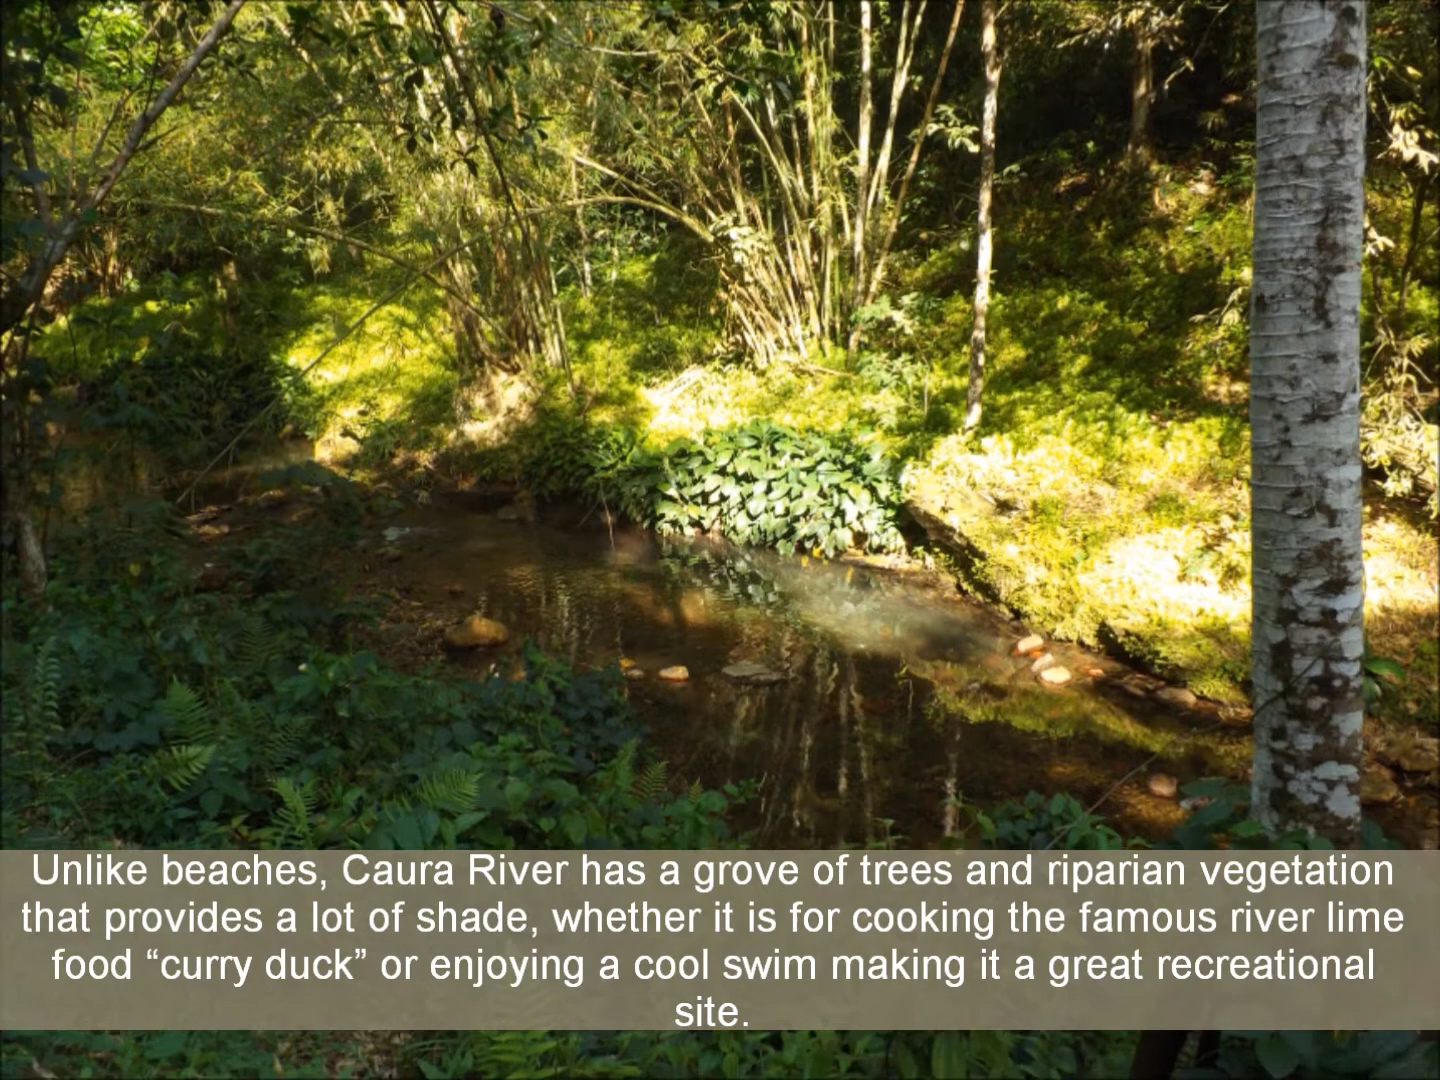 Unlike beaches, Caura River has a grove of trees and riparian vegetation
that provides a lot of shade, whether it is for cooking the famous river lime
food “curry duck” or enjoying a cool swim making it a great recreational
site.